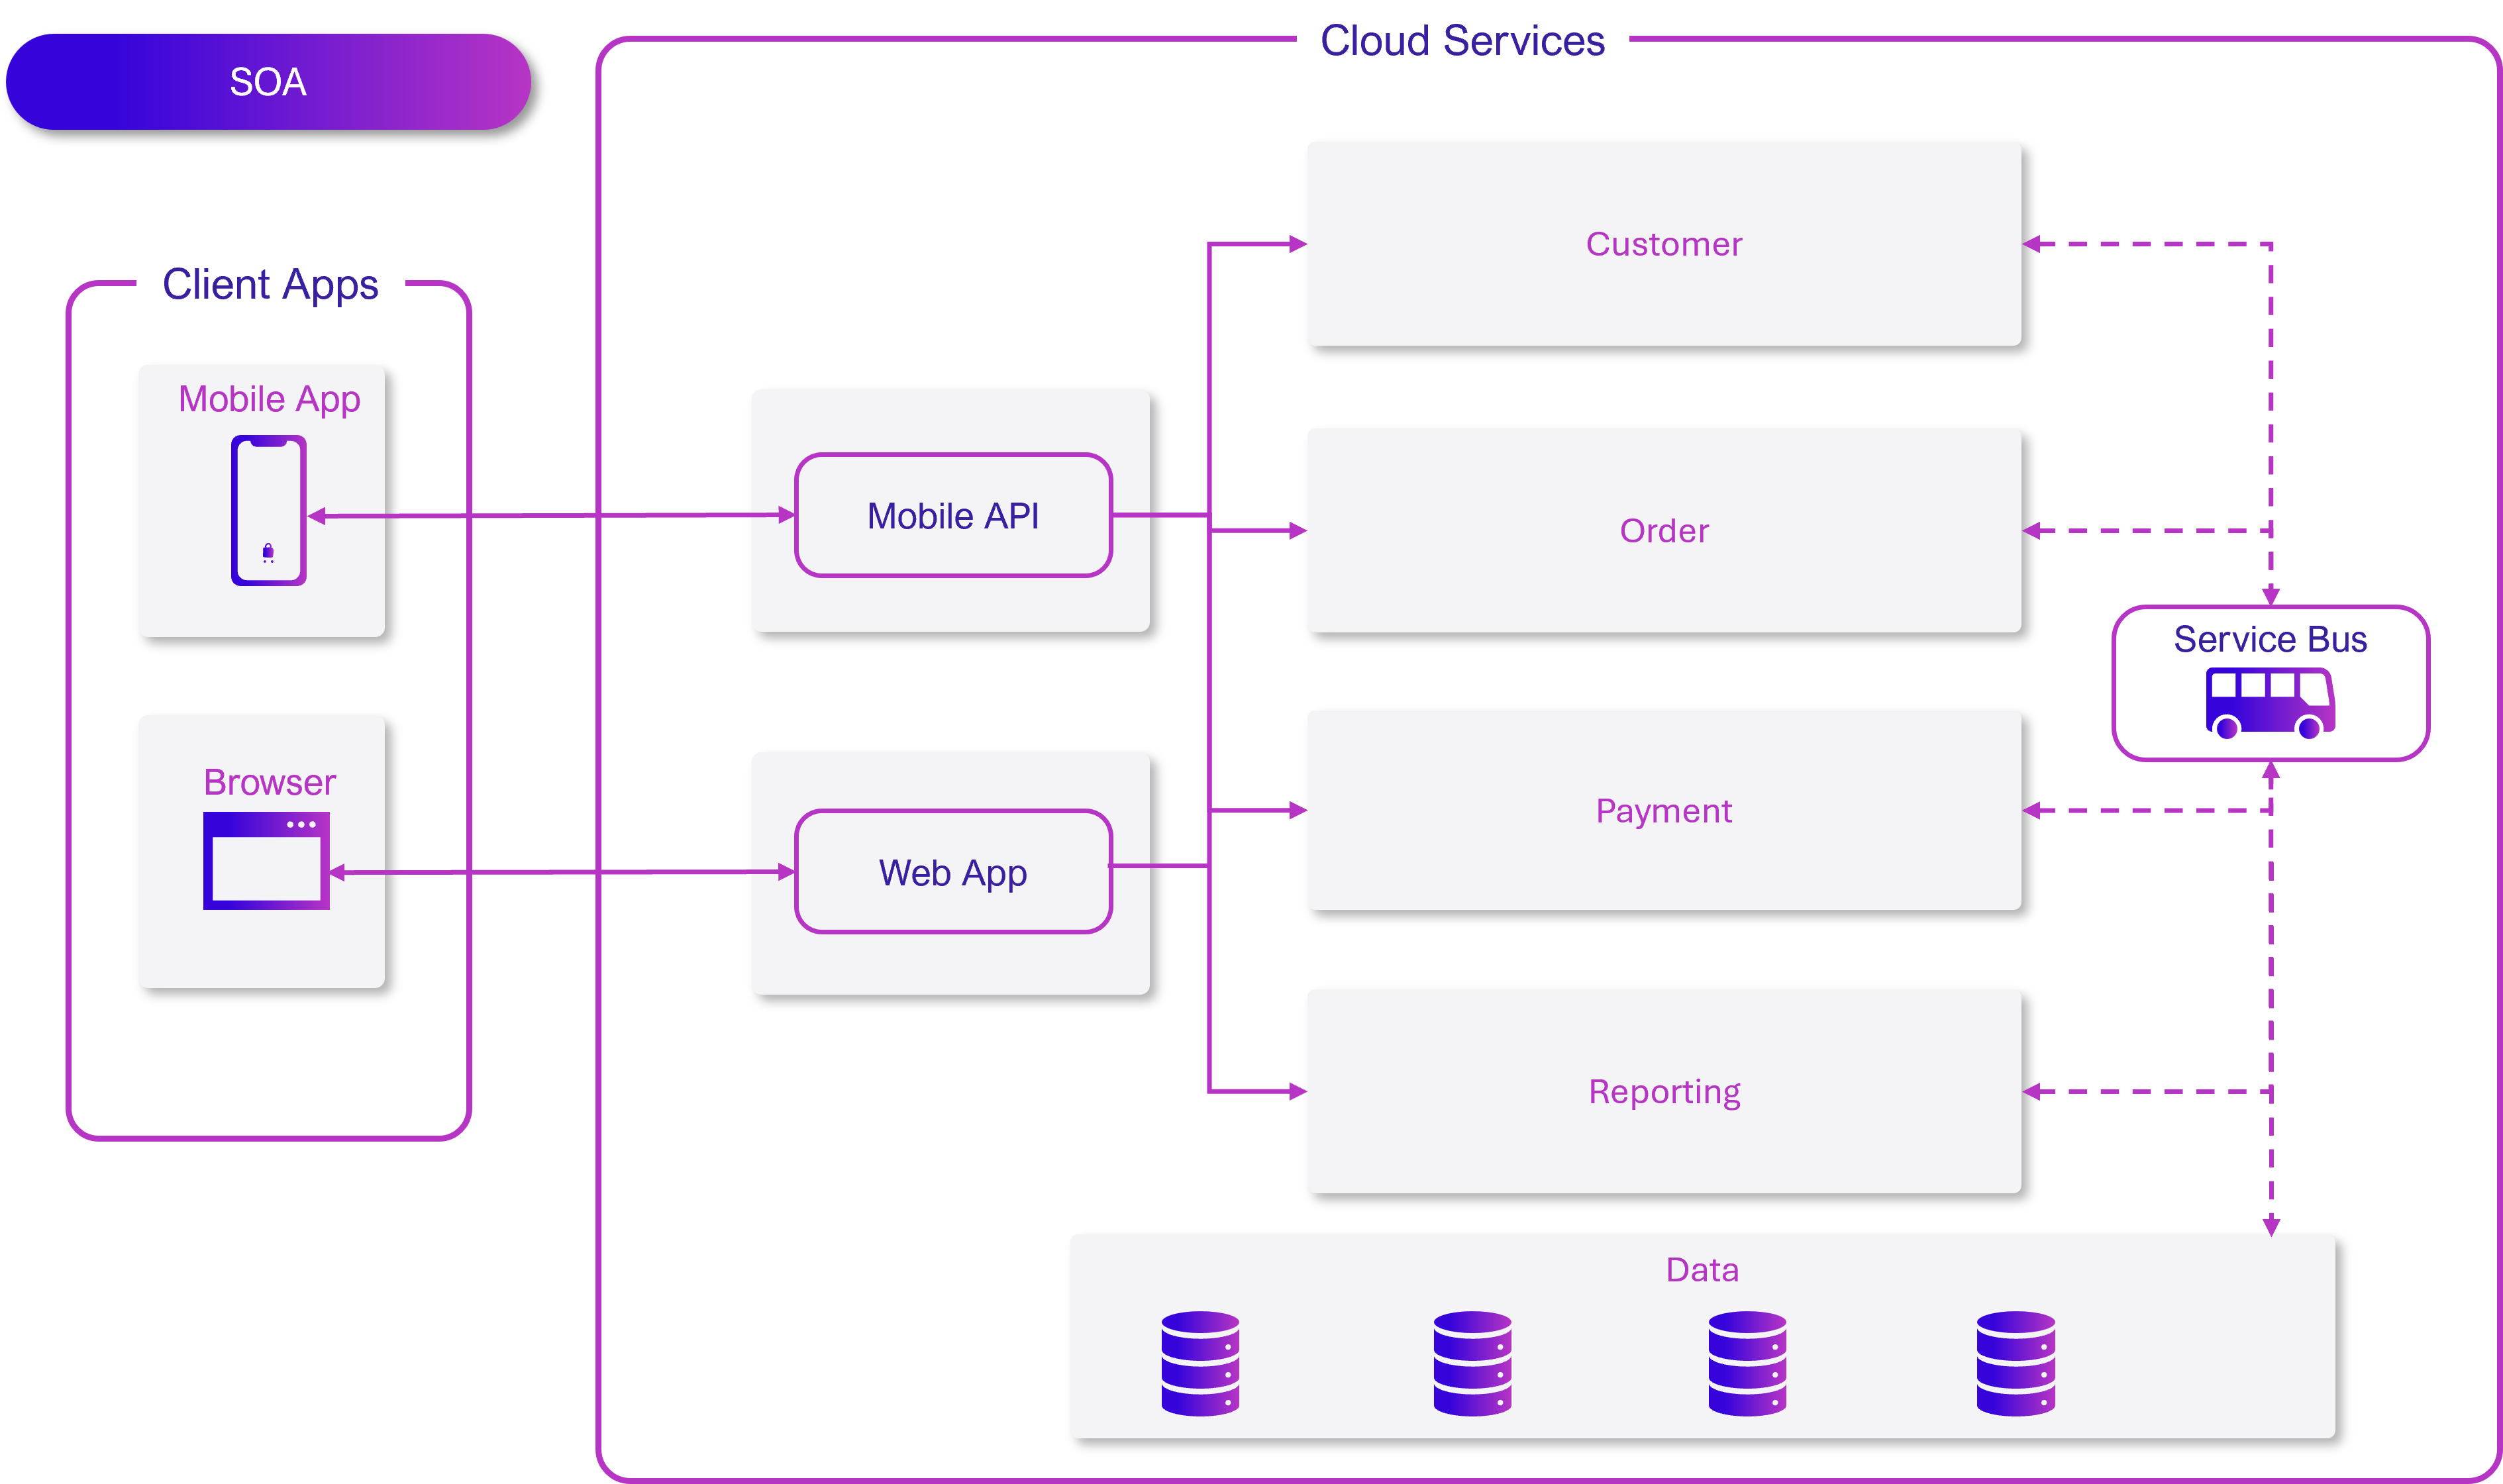 SOA
Cloud Services
Client Apps
Mobile App
Browser
Mobile API
Web App
Customer
Order
Payment
Reporting
Service Bus
Data